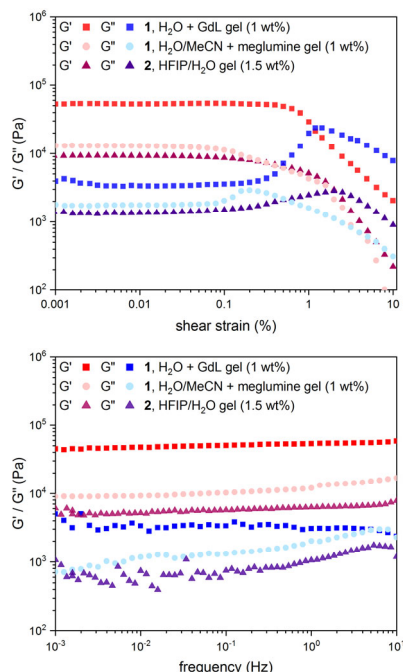 G' G" 1, H₂O + GdL gel (1 wt%)
G' G" 1, H₂O/MeCN + meglumine gel (1 wt%)
G' G" 2, HFIP/H₂O gel (1.5 wt%)
10⁶
10⁵
10⁴
10³
10²
G' / G" (Pa)
0.001 0.01 0.1 1 10
shear strain (%)
G' G" 1, H₂O + GdL gel (1 wt%)
G' G" 1, H₂O/MeCN + meglumine gel (1 wt%)
G' G" 2, HFIP/H₂O gel (1.5 wt%)
10⁶
10⁵
10⁴
10³
10²
G' / G" (Pa)
10⁻³ 10⁻² 10⁻¹ 10⁰ 10¹
frequency (Hz)